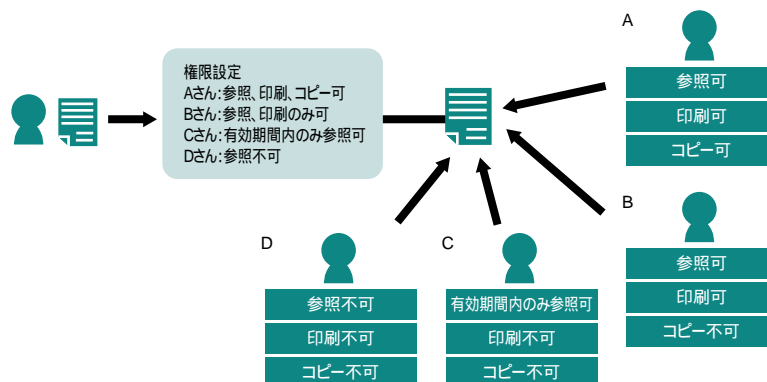 権限設定
Aさん:参照、印刷、コピー可
Bさん:参照、印刷のみ可
Cさん:有効期間内のみ参照可
Dさん:参照不可
A
参照可
印刷可
コピー可
B
参照可
印刷可
コピー不可
D
参照不可
印刷不可
コピー不可
C
有効期間内のみ参照可
印刷不可
コピー不可